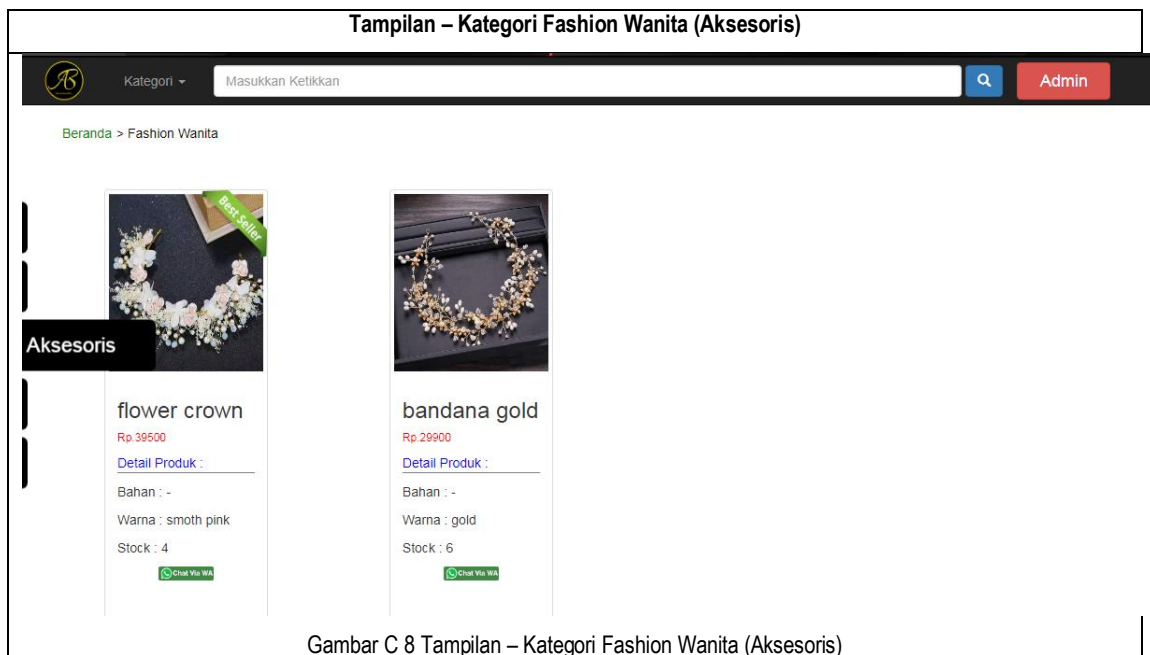 Tampilan – Kategori Fashion Wanita (Aksesoris)
AB
Kategori
Masukkan Ketikkan
Admin
Beranda > Fashion Wanita
Best Seller
Aksesoris
flower crown
Rp.39500
Detail Produk :
Bahan : -
Warna : smoth pink
Stock : 4
Chat Via WA
bandana gold
Rp.29900
Detail Produk :
Bahan : -
Warna : gold
Stock : 6
Chat Via WA
Gambar C 8 Tampilan – Kategori Fashion Wanita (Aksesoris)